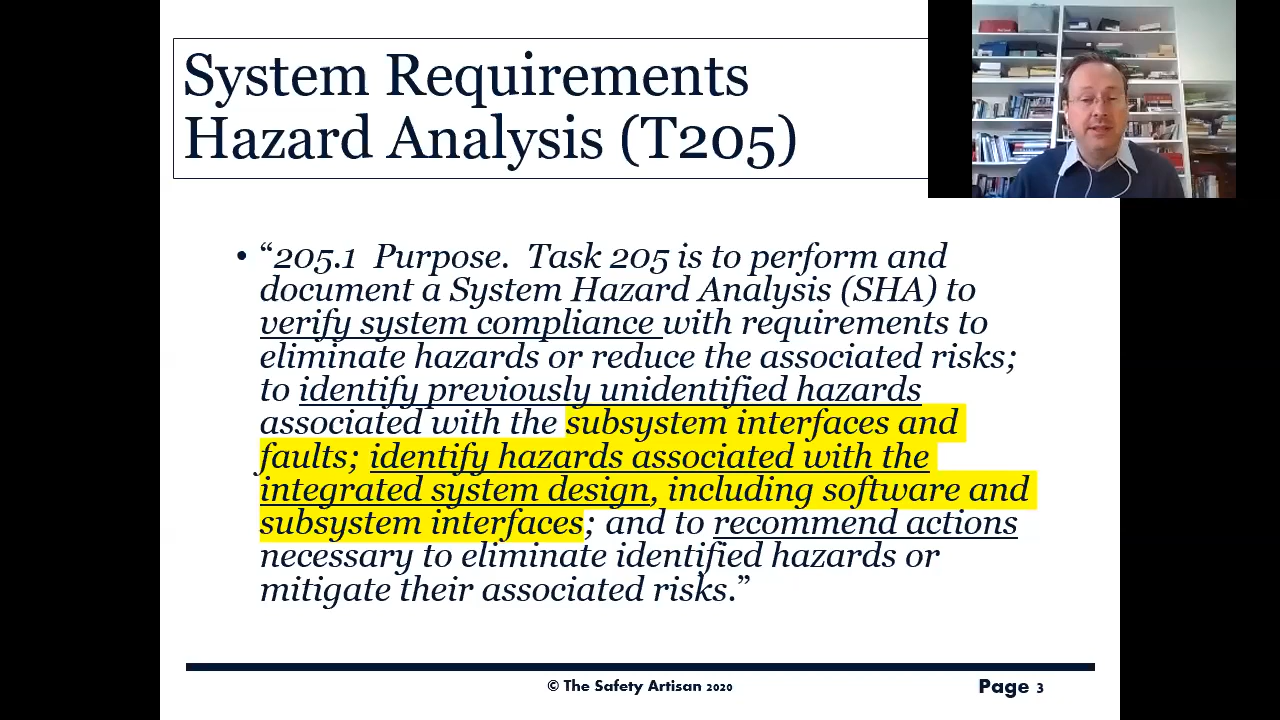 System Requirements
Hazard Analysis (T205)
• “205.1 Purpose. Task 205 is to perform and
document a System Hazard Analysis (SHA) to
verify system compliance with requirements to
eliminate hazards or reduce the associated risks;
to identify previously unidentified hazards
associated with the subsystem interfaces and
faults; identify hazards associated with the
integrated system design, including software and
subsystem interfaces; and to recommend actions
necessary to eliminate identified hazards or
mitigate their associated risks.”
© The Safety Artisan 2020
Page 3